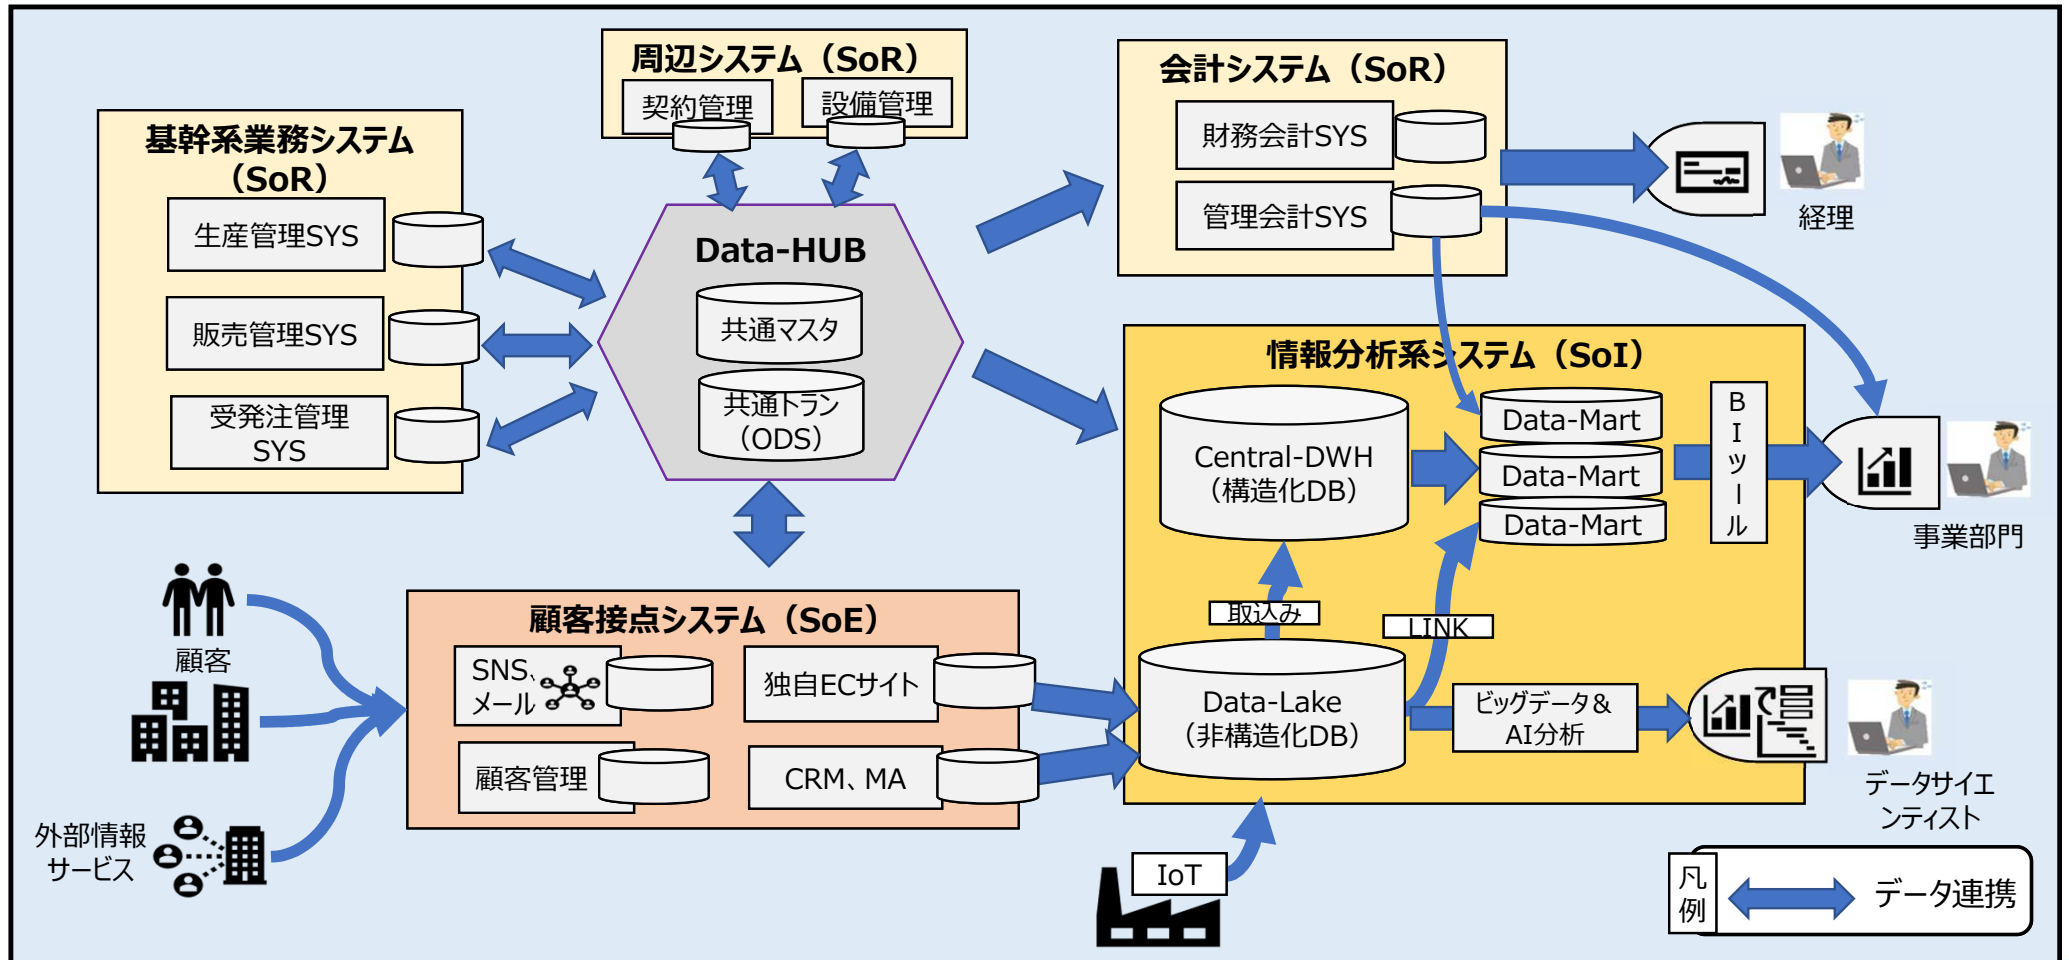 周辺システム（SoR）
契約管理
設備管理
会計システム（SoR）
財務会計SYS
管理会計SYS
経理
基幹系業務システム
（SoR）
生産管理SYS
販売管理SYS
受発注管理
SYS
Data-HUB
共通マスタ
共通トラン
（ODS）
情報分析系システム（SoI）
Central-DWH
（構造化DB）
Data-Mart
Data-Mart
Data-Mart
BIツール
事業部門
取込み
LINK
Data-Lake
（非構造化DB）
ビッグデータ＆
AI分析
データサイエ
ンティスト
顧客接点システム（SoE）
SNS、
メール
独自ECサイト
顧客管理
CRM、MA
顧客
外部情報
サービス
IoT
凡例
データ連携